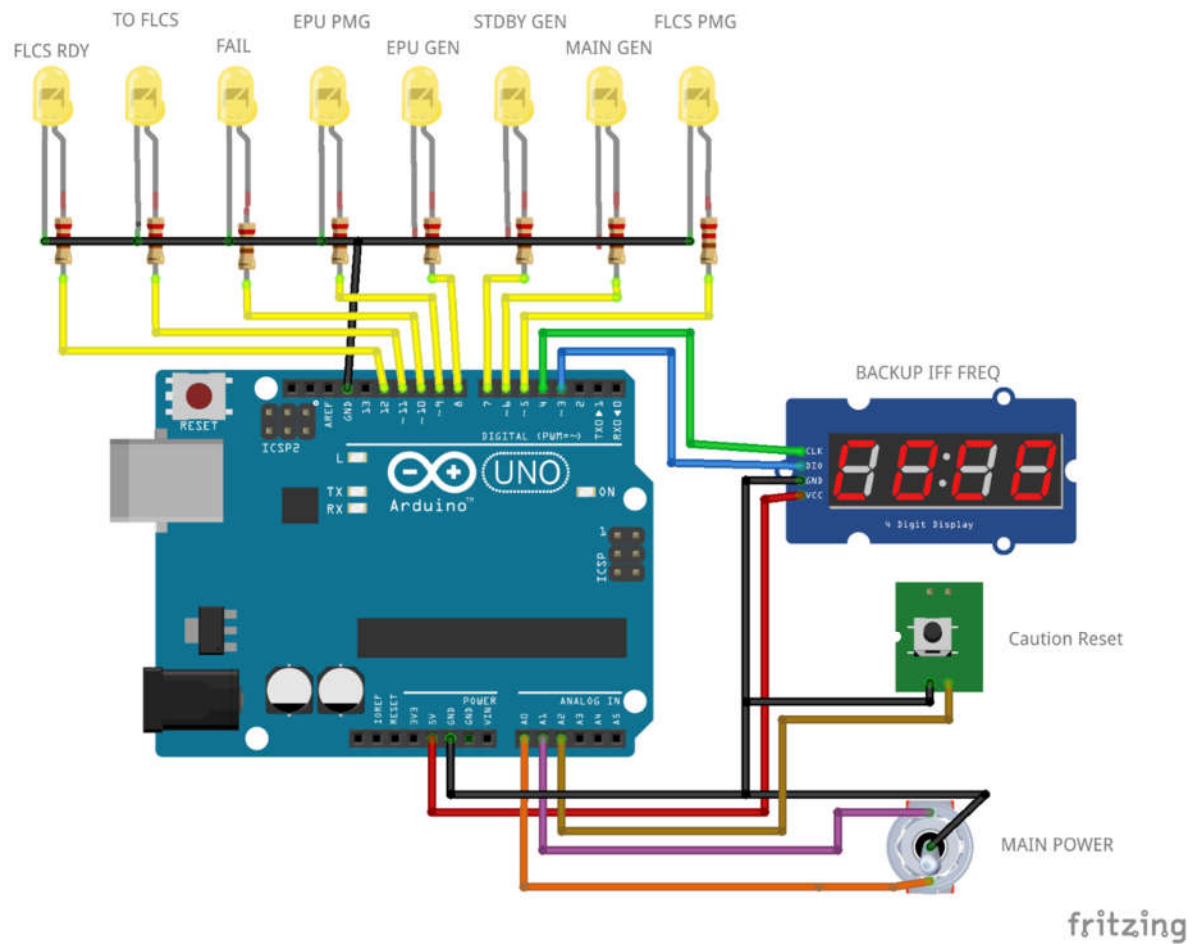 TO FLCS
EPU PMG
STDBY GEN
FLCS PMG
FLCS RDY
FAIL
EPU GEN
MAIN GEN
RESET
ICSP2
AREF
GND
13
12
~11
~10
~9
8
7
~6
~5
4
~3
2
TX0▶1
RX0◀0
DIGITAL (PWM=~)
L
TX
RX
Arduino™
UNO
ON
1
ICSP
BACKUP IFF FREQ
CLK
DIO
GND
VCC
4 Digit Display
Caution Reset
IOREF
RESET
3V3
5V
GND
GND
VIN
POWER
ANALOG IN
A0
A1
A2
A3
A4
A5
MAIN POWER
fritzing